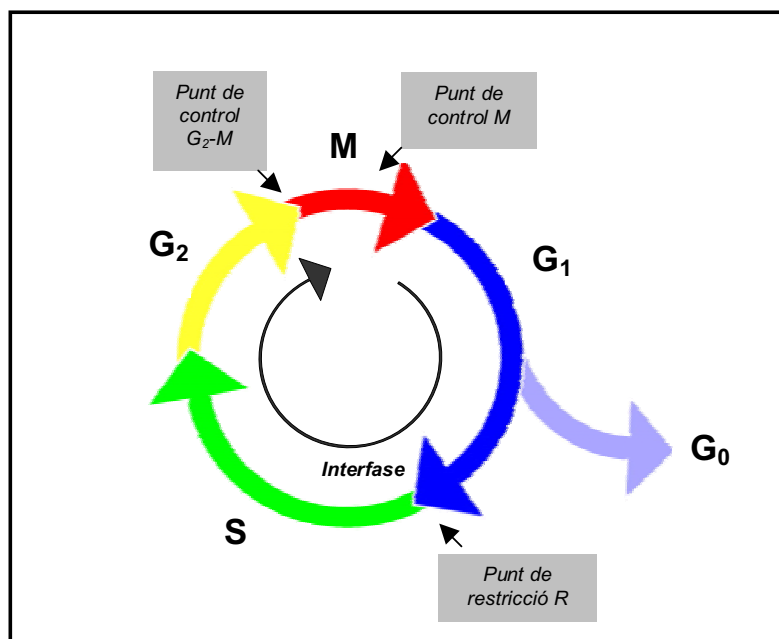 Punt de
control
G₂-M
Punt de
control M
M
G₂
G₁
Interfase
G₀
S
Punt de
restricció R